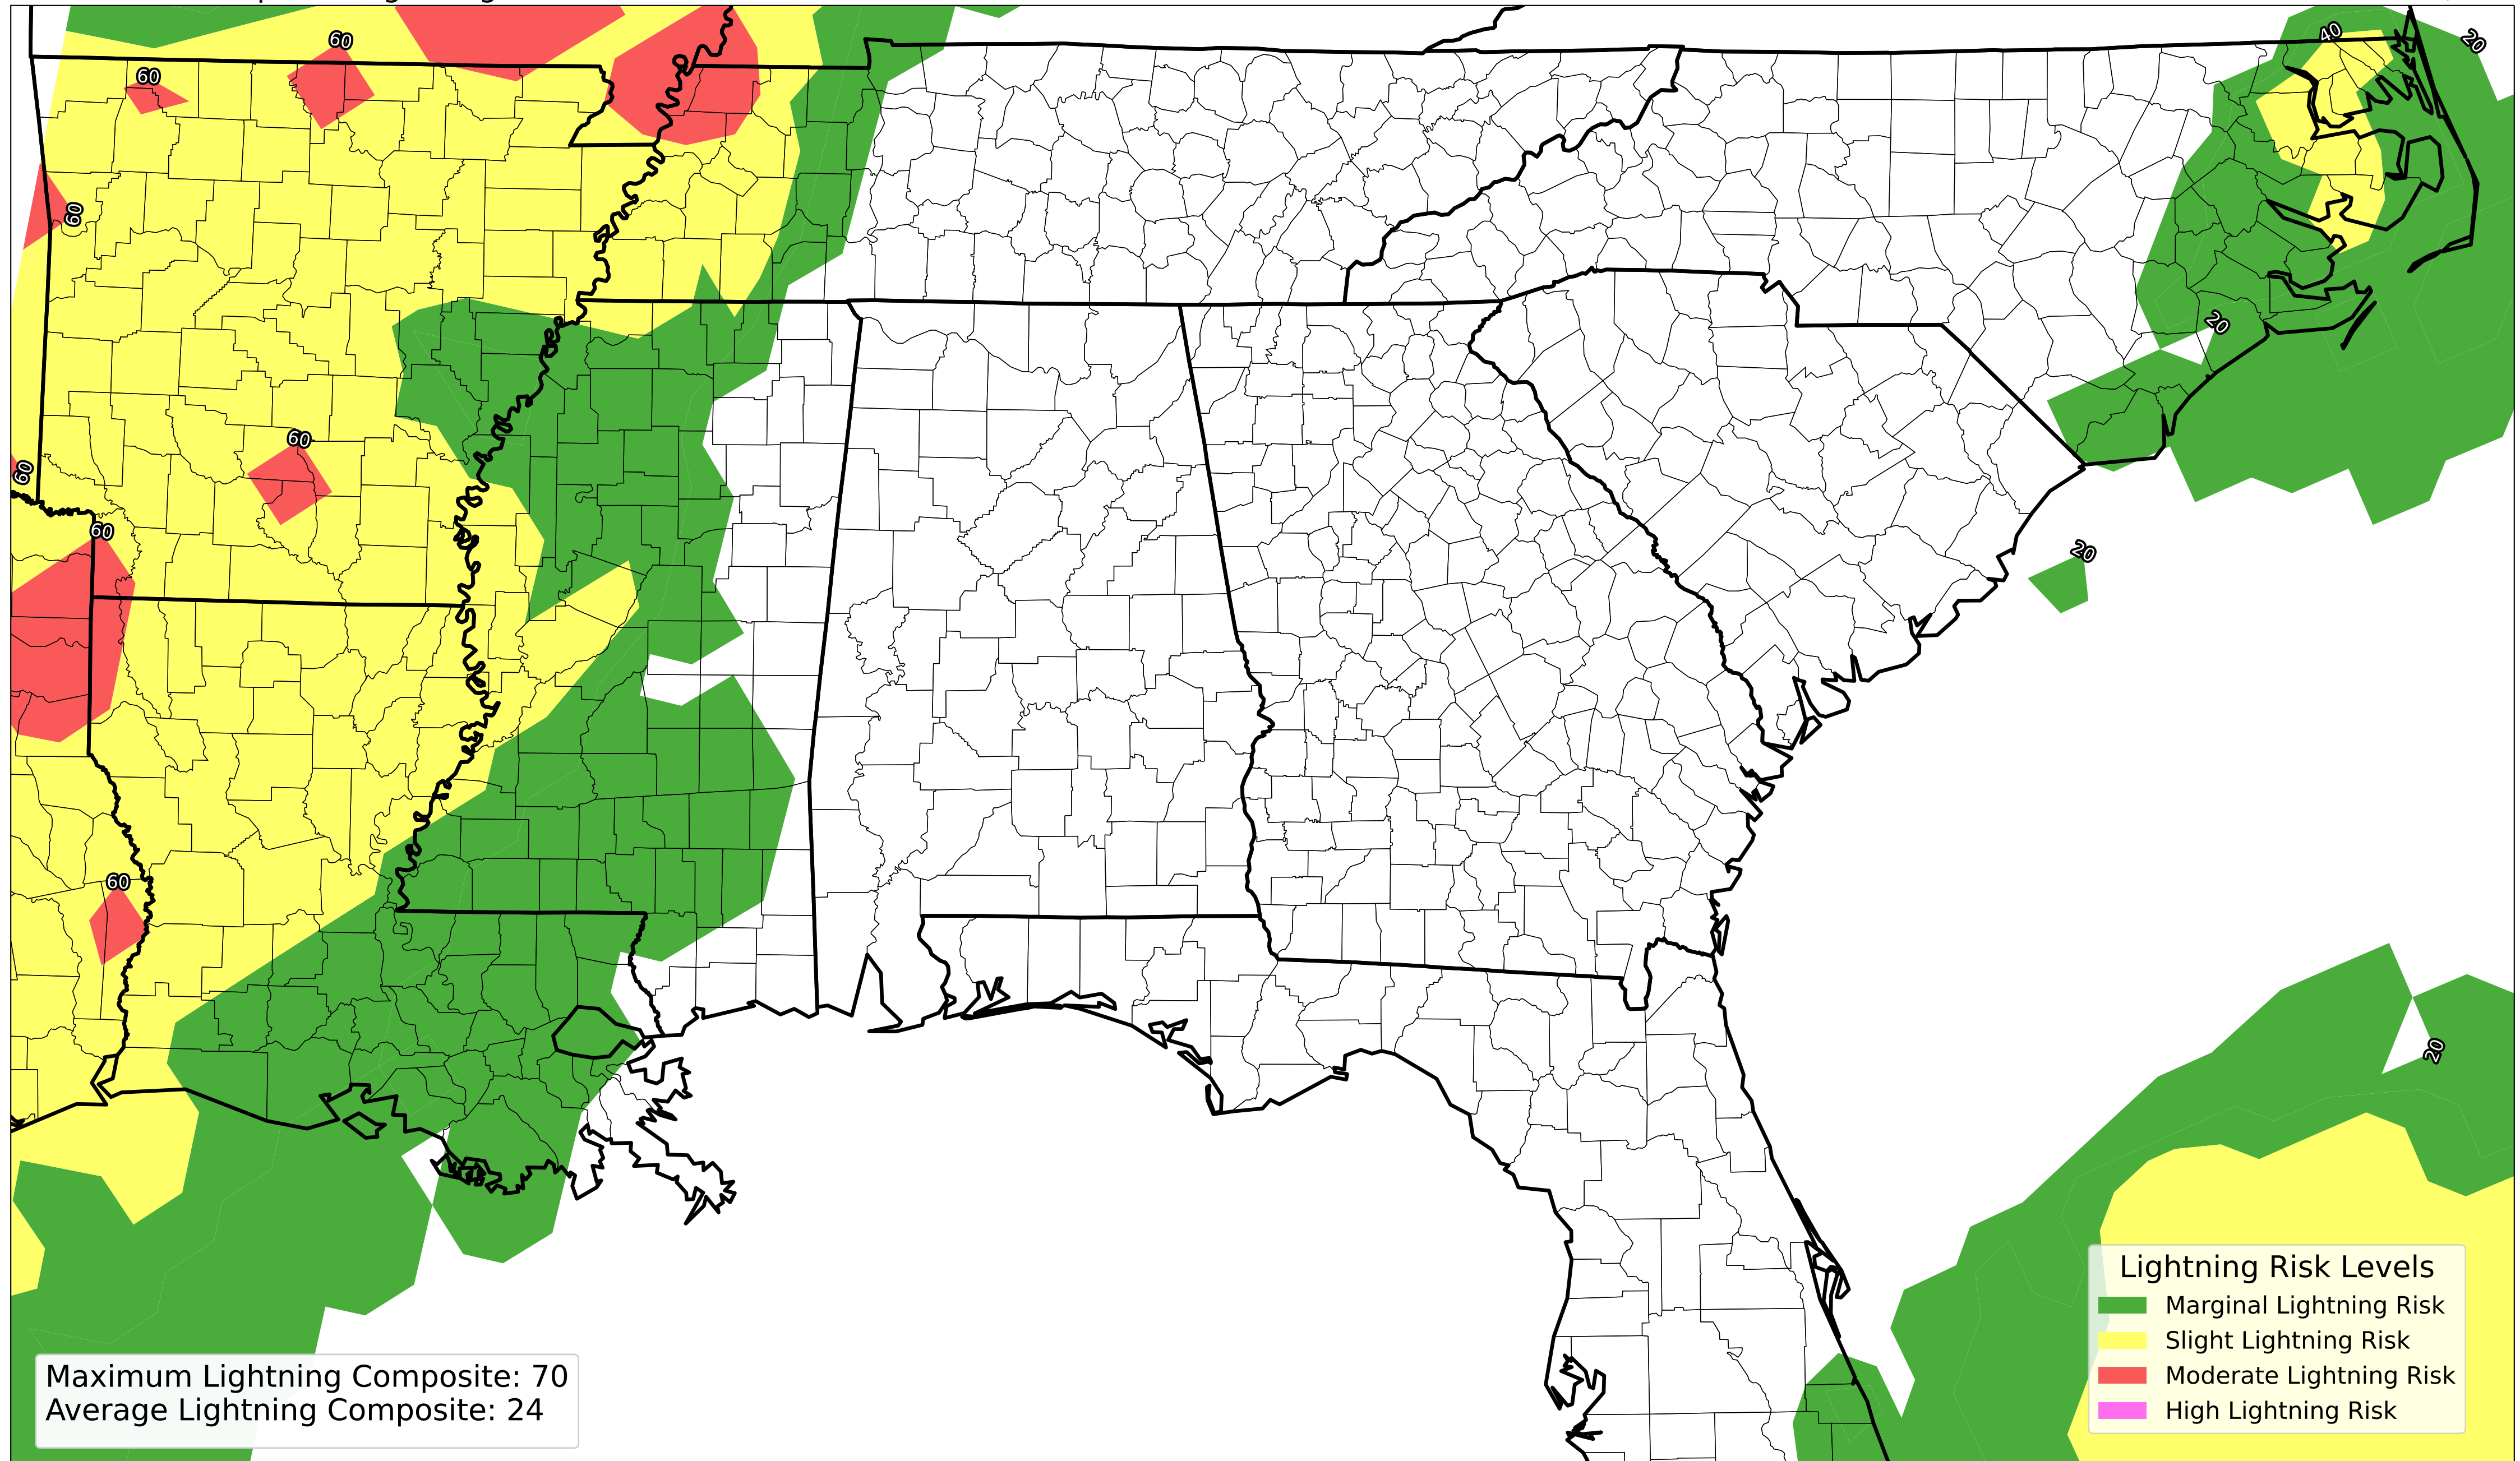 60
40
20
60
60
20
60
60
60
20
60
20
Lightning Risk Levels
Marginal Lightning Risk
Slight Lightning Risk
Moderate Lightning Risk
High Lightning Risk
Maximum Lightning Composite: 70
Average Lightning Composite: 24